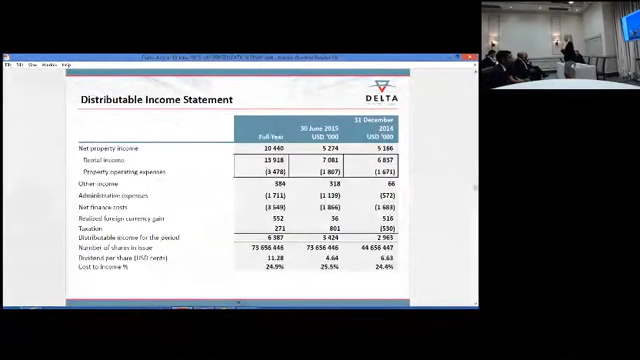 DELTA
Distributable Income Statement
31 December
30 June 2015 2014
Full-Year USD '000 USD '000
Net property income 10 440 5 274 5 166
Rental income 13 918 7 081 6 837
Property operating expenses (3 478) (1 807) (1 671)
Other income 384 318 66
Administrative expenses (1 711) (1 139) (572)
Net finance costs (3 549) (1 866) (1 683)
Realised foreign currency gain 552 36 516
Taxation 271 801 (530)
Distributable income for the period 6 387 3 424 2 963
Number of shares in issue 73 656 446 73 656 446 44 656 447
Dividend per share (USD cents) 11.28 4.64 6.63
Cost to income % 24.9% 25.5% 24.4%